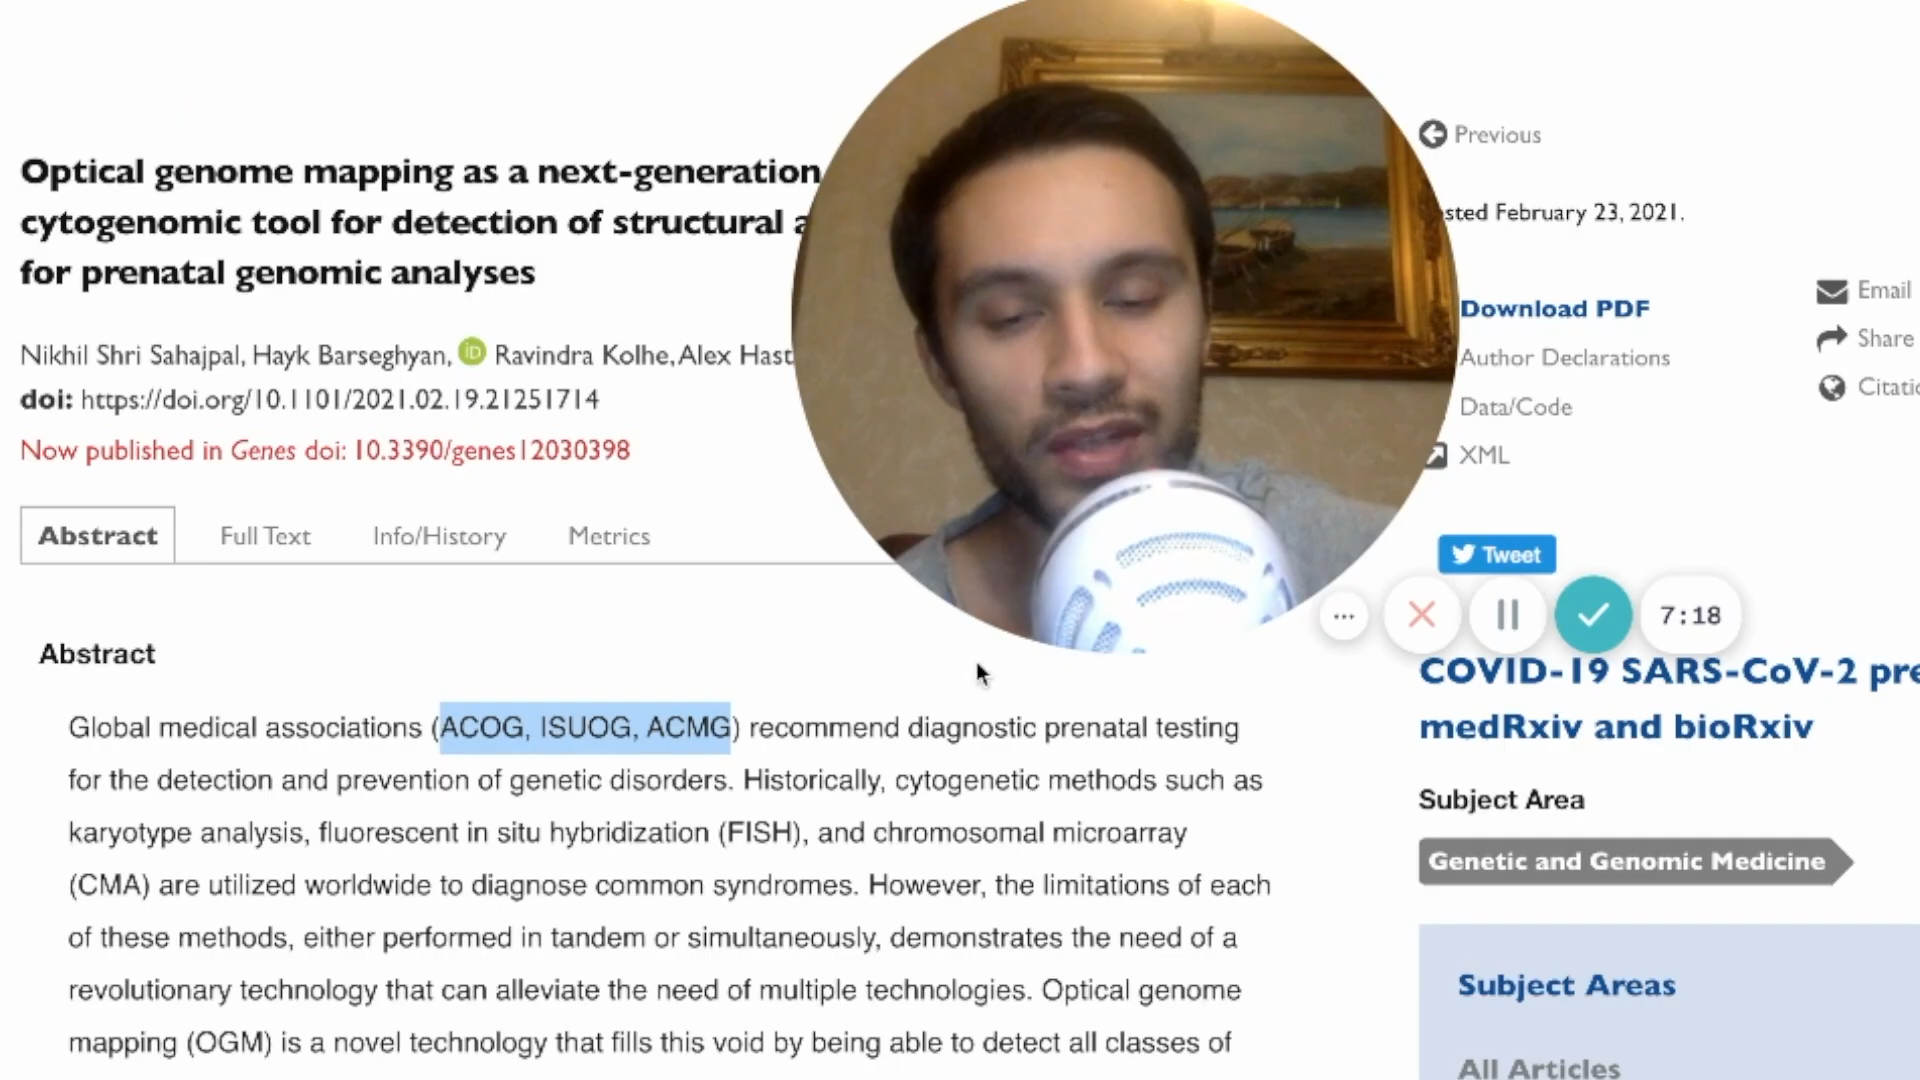 Optical genome mapping as a next-generation
cytogenomic tool for detection of structural
for prenatal genomic analyses
Nikhil Shri Sahajpal, Hayk Barseghyan, iD Ravindra Kolhe, Alex Hast
doi: https://doi.org/10.1101/2021.02.19.21251714
Now published in Genes doi: 10.3390/genes12030398
Abstract Full Text Info/History Metrics
Abstract
Global medical associations (ACOG, ISUOG, ACMG) recommend diagnostic prenatal testing
for the detection and prevention of genetic disorders. Historically, cytogenetic methods such as
karyotype analysis, fluorescent in situ hybridization (FISH), and chromosomal microarray
(CMA) are utilized worldwide to diagnose common syndromes. However, the limitations of each
of these methods, either performed in tandem or simultaneously, demonstrates the need of a
revolutionary technology that can alleviate the need of multiple technologies. Optical genome
mapping (OGM) is a novel technology that fills this void by being able to detect all classes of
Previous
sted February 23, 2021.
Download PDF
Author Declarations
Data/Code
XML
Email
Share
Citatio
Tweet
... 7:18
COVID-19 SARS-CoV-2 pre
medRxiv and bioRxiv
Subject Area
Genetic and Genomic Medicine
Subject Areas
All Articles